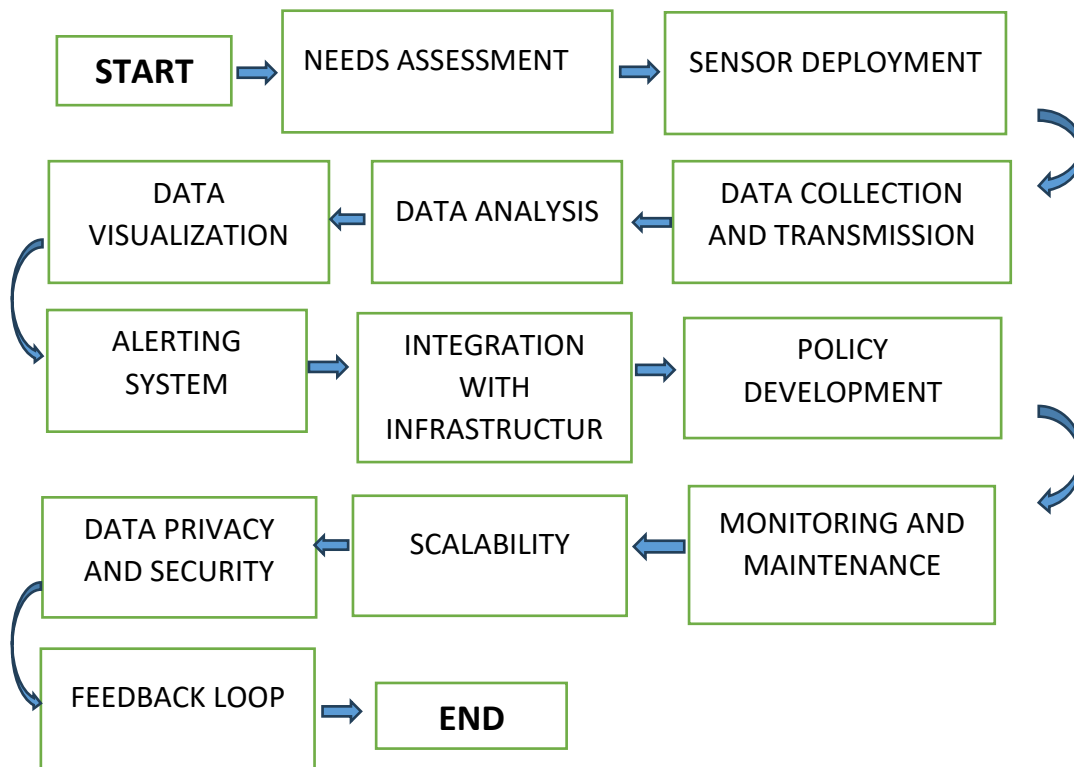 START
NEEDS ASSESSMENT
SENSOR DEPLOYMENT
DATA COLLECTION
AND TRANSMISSION
DATA ANALYSIS
DATA
VISUALIZATION
ALERTING
SYSTEM
INTEGRATION
WITH
INFRASTRUCTUR
POLICY
DEVELOPMENT
MONITORING AND
MAINTENANCE
SCALABILITY
DATA PRIVACY
AND SECURITY
FEEDBACK LOOP
END